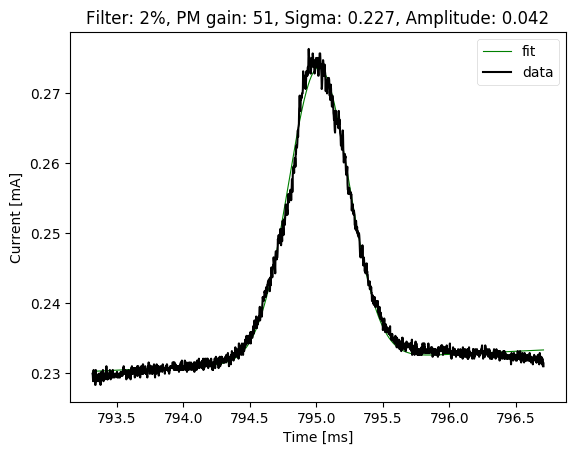 Filter: 2%, PM gain: 51, Sigma: 0.227, Amplitude: 0.042
fit
data
0.27
0.26
0.25
0.24
0.23
Current [mA]
793.5 794.0 794.5 795.0 795.5 796.0 796.5
Time [ms]